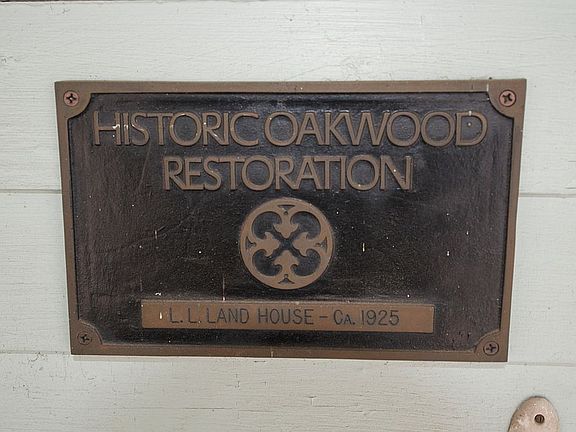 HISTORIC OAKWOOD
RESTORATION
L. L. LAND HOUSE – CA. 1925